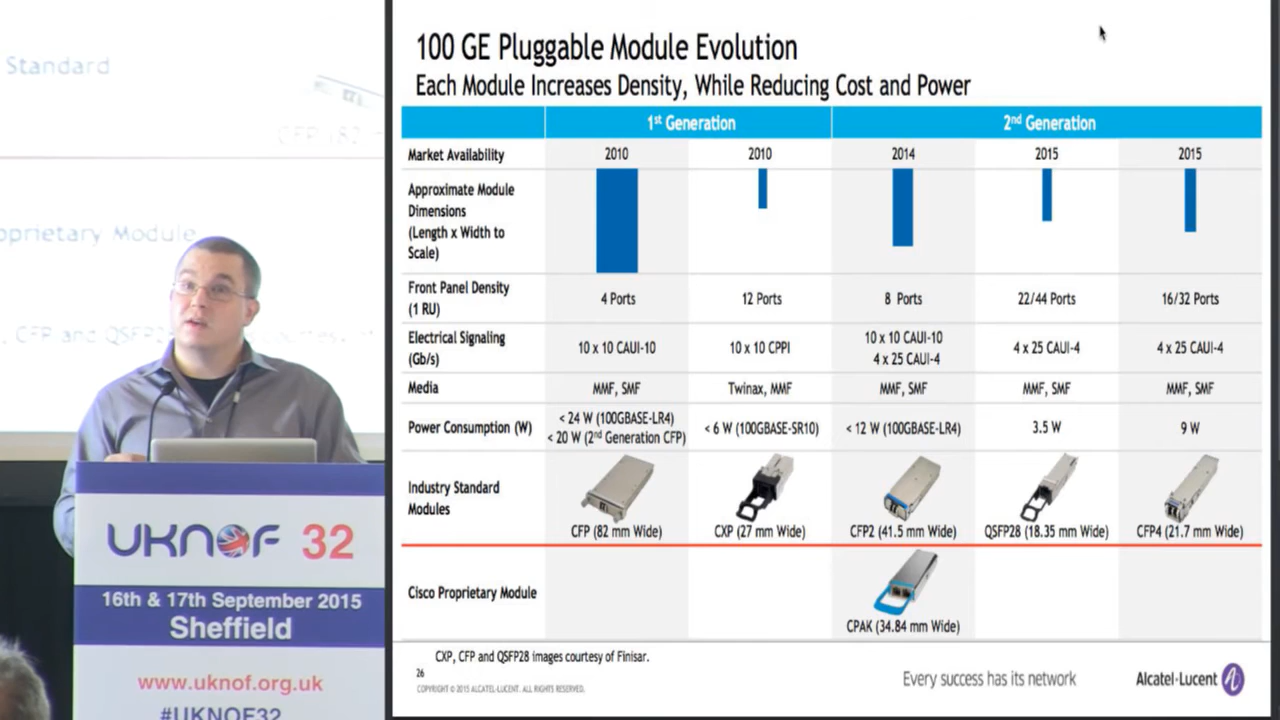 Standard
CFP (82 m
oprietary Module
, CFP and QSFP28
courtesy of
UKNOF 32
16th & 17th September 2015
Sheffield
www.uknof.org.uk
#UKNOF32
100 GE Pluggable Module Evolution
Each Module Increases Density, While Reducing Cost and Power
1st Generation
2nd Generation
Market Availability 2010 2010 2014 2015 2015
Approximate Module
Dimensions
(Length x Width to
Scale)
Front Panel Density
(1 RU)
4 Ports 12 Ports 8 Ports 22/44 Ports 16/32 Ports
Electrical Signaling
(Gb/s)
10 x 10 CAUI-10 10 x 10 CPPI 10 x 10 CAUI-10
4 x 25 CAUI-4 4 x 25 CAUI-4 4 x 25 CAUI-4
Media MMF, SMF Twinax, MMF MMF, SMF MMF, SMF MMF, SMF
Power Consumption (W) < 24 W (100GBASE-LR4)
< 20 W (2nd Generation CFP) < 6 W (100GBASE-SR10) < 12 W (100GBASE-LR4) 3.5 W 9 W
Industry Standard
Modules
CFP (82 mm Wide) CXP (27 mm Wide) CFP2 (41.5 mm Wide) QSFP28 (18.35 mm Wide) CFP4 (21.7 mm Wide)
Cisco Proprietary Module
CPAK (34.84 mm Wide)
CXP, CFP and QSFP28 images courtesy of Finisar.
26
COPYRIGHT © 2015 ALCATEL-LUCENT. ALL RIGHTS RESERVED.
Every success has its network
Alcatel·Lucent